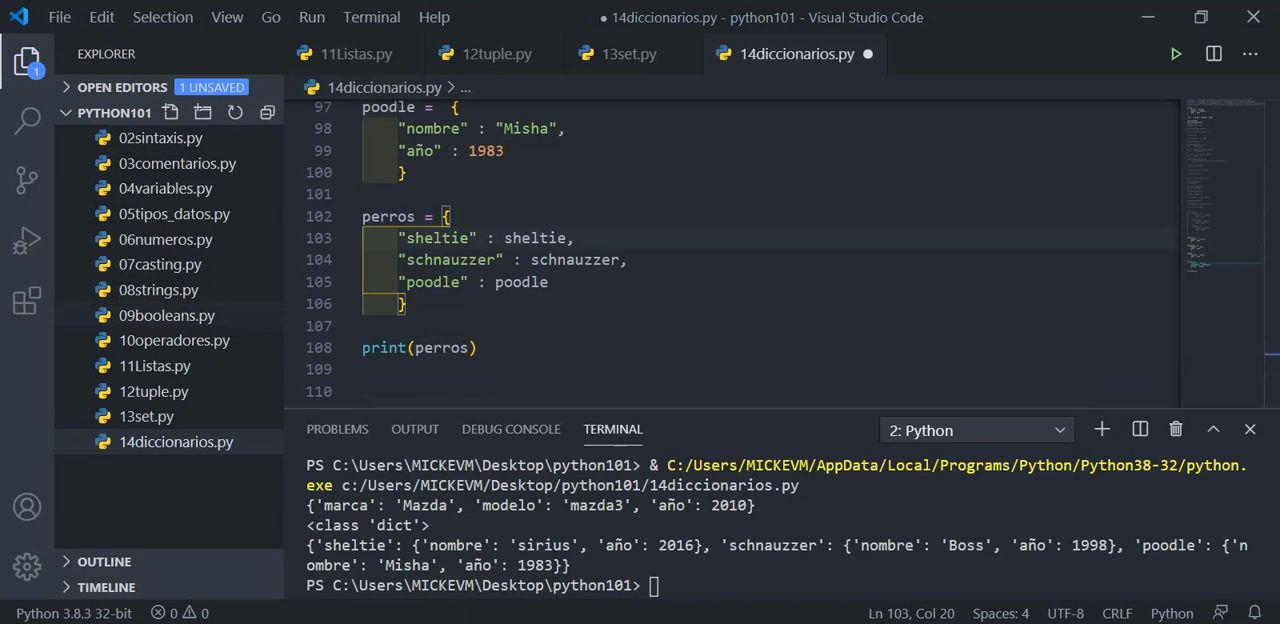 File Edit Selection View Go Run Terminal Help ● 14diccionarios.py - python101 - Visual Studio Code
EXPLORER
11Listas.py 12tuple.py 13set.py 14diccionarios.py
OPEN EDITORS 1 UNSAVED
PYTHON101
02sintaxis.py
03comentarios.py
04variables.py
05tipos_datos.py
06numeros.py
07casting.py
08strings.py
09booleans.py
10operadores.py
11Listas.py
12tuple.py
13set.py
14diccionarios.py
OUTLINE
TIMELINE
1
14diccionarios.py > ...
97 poodle = {
98 "nombre" : "Misha",
99 "año" : 1983
100 }
101
102 perros = {
103 "sheltie" : sheltie,
104 "schnauzzer" : schnauzzer,
105 "poodle" : poodle
106 }
107
108 print(perros)
109
110
PROBLEMS OUTPUT DEBUG CONSOLE TERMINAL 2: Python
PS C:\Users\MICKEVM\Desktop\python101> & C:/Users/MICKEVM/AppData/Local/Programs/Python/Python38-32/python.
exe c:/Users/MICKEVM/Desktop/python101/14diccionarios.py
{'marca': 'Mazda', 'modelo': 'mazda3', 'año': 2010}
<class 'dict'>
{'sheltie': {'nombre': 'sirius', 'año': 2016}, 'schnauzzer': {'nombre': 'Boss', 'año': 1998}, 'poodle': {'n
ombre': 'Misha', 'año': 1983}}
PS C:\Users\MICKEVM\Desktop\python101>
Python 3.8.3 32-bit 0 0 Ln 103, Col 20 Spaces: 4 UTF-8 CRLF Python